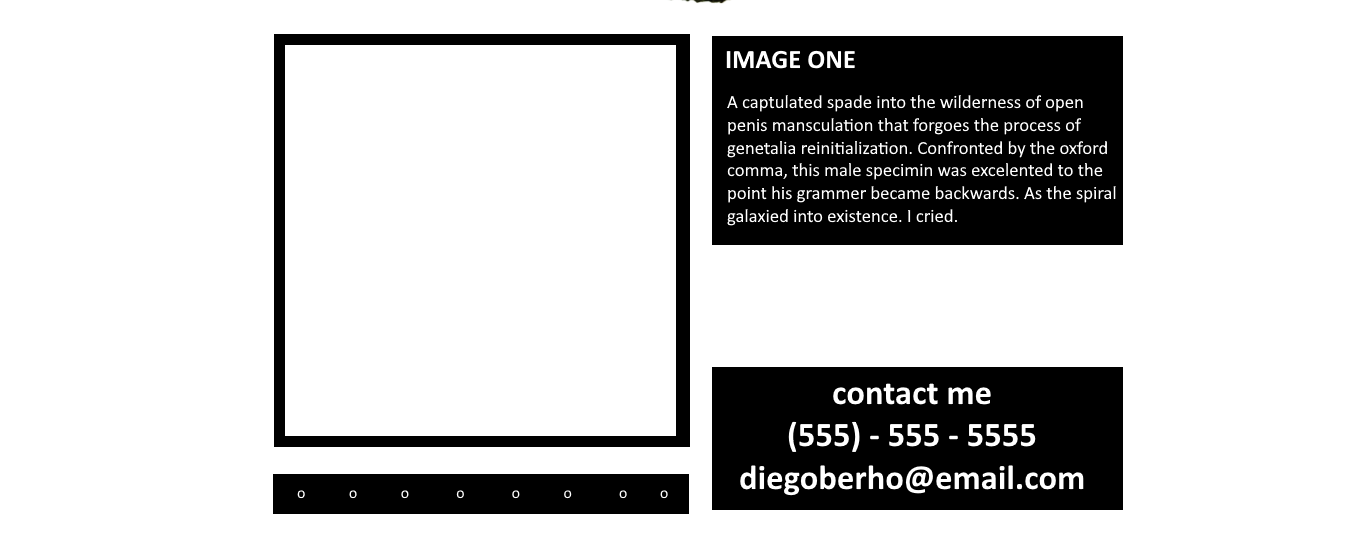 IMAGE ONE
A captulated spade into the wilderness of open
penis mansculation that forgoes the process of
genetalia reinitialization. Confronted by the oxford
comma, this male specimin was excelented to the
point his grammer became backwards. As the spiral
galaxied into existence. I cried.
contact me
(555) - 555 - 5555
diegoberho@email.com
o o o o o o o o